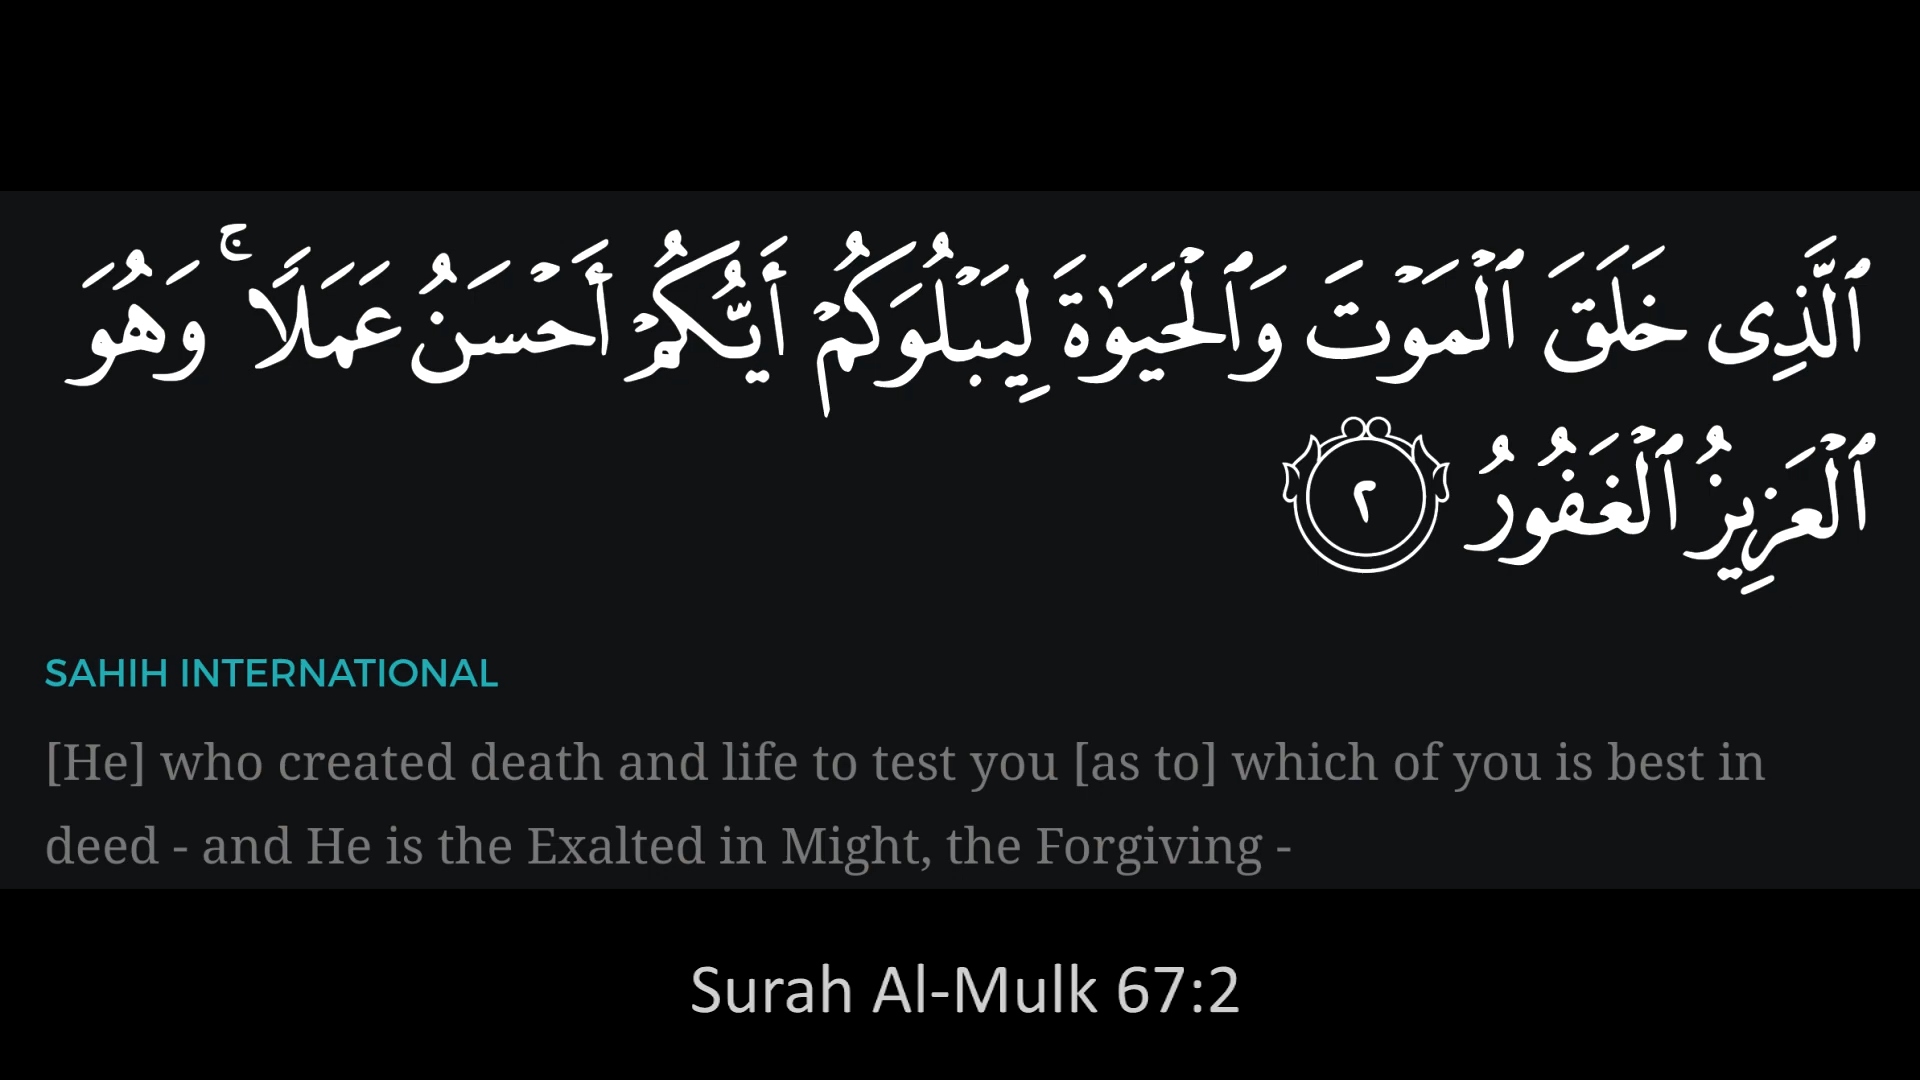 ٱلَّذِى خَلَقَ ٱلْمَوْتَ وَٱلْحَيَوٰةَ لِيَبْلُوَكُمْ أَيُّكُمْ أَحْسَنُ عَمَلًا ۚ وَهُوَ
ٱلْعَزِيزُ ٱلْغَفُورُ ٢
SAHIH INTERNATIONAL
[He] who created death and life to test you [as to] which of you is best in
deed - and He is the Exalted in Might, the Forgiving -
Surah Al-Mulk 67:2